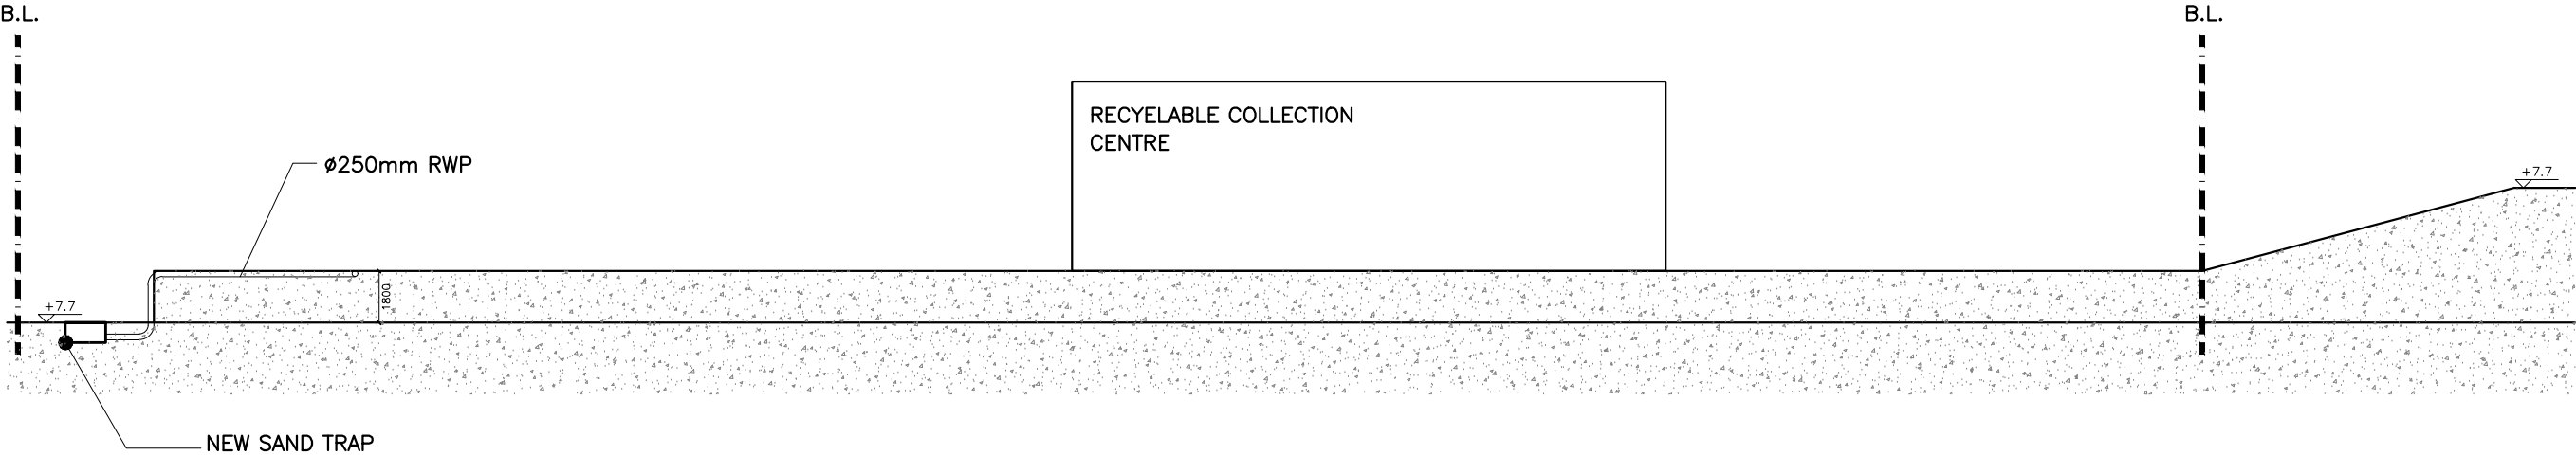 B.L.
B.L.
RECYELABLE COLLECTION
CENTRE
ø250mm RWP
+7.7
1800
+7.7
NEW SAND TRAP